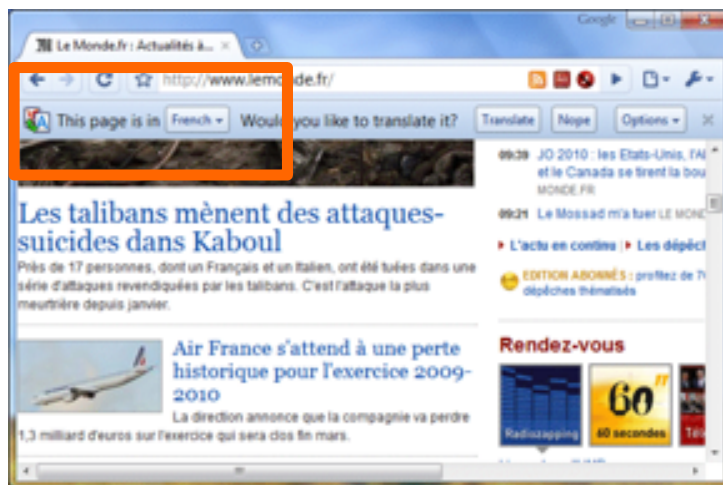 Google
Le Monde.fr : Actualités à...
http://www.lemonde.fr/
This page is in French Would you like to translate it? Translate Nope Options
Les talibans mènent des attaques-
suicides dans Kaboul
Près de 17 personnes, dont un Français et un Italien, ont été tuées dans une
série d'attaques revendiquées par les talibans. C'est l'attaque la plus
meurtrière depuis janvier.
Air France s'attend à une perte
historique pour l'exercice 2009-
2010
La direction annonce que la compagnie va perdre
1,3 milliard d'euros sur l'exercice qui sera clos fin mars.
09:39 JO 2010 : les Etats-Unis, l'Al
et le Canada se tirent la bou
MONDE.FR
09:21 Le Mossad m'a tuer LE MONDE
L'actu en continu | Les dépêch
EDITION ABONNÉS : profitez de 7
dépêches thématisés
Rendez-vous
Radiozapping
60"
60 secondes